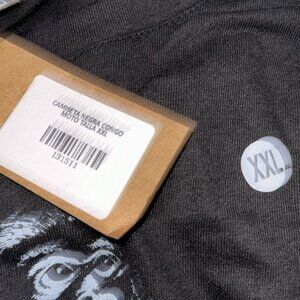 CAMISETA NEGRA CONGO
MOTO TALLA XXL
131511
XXL